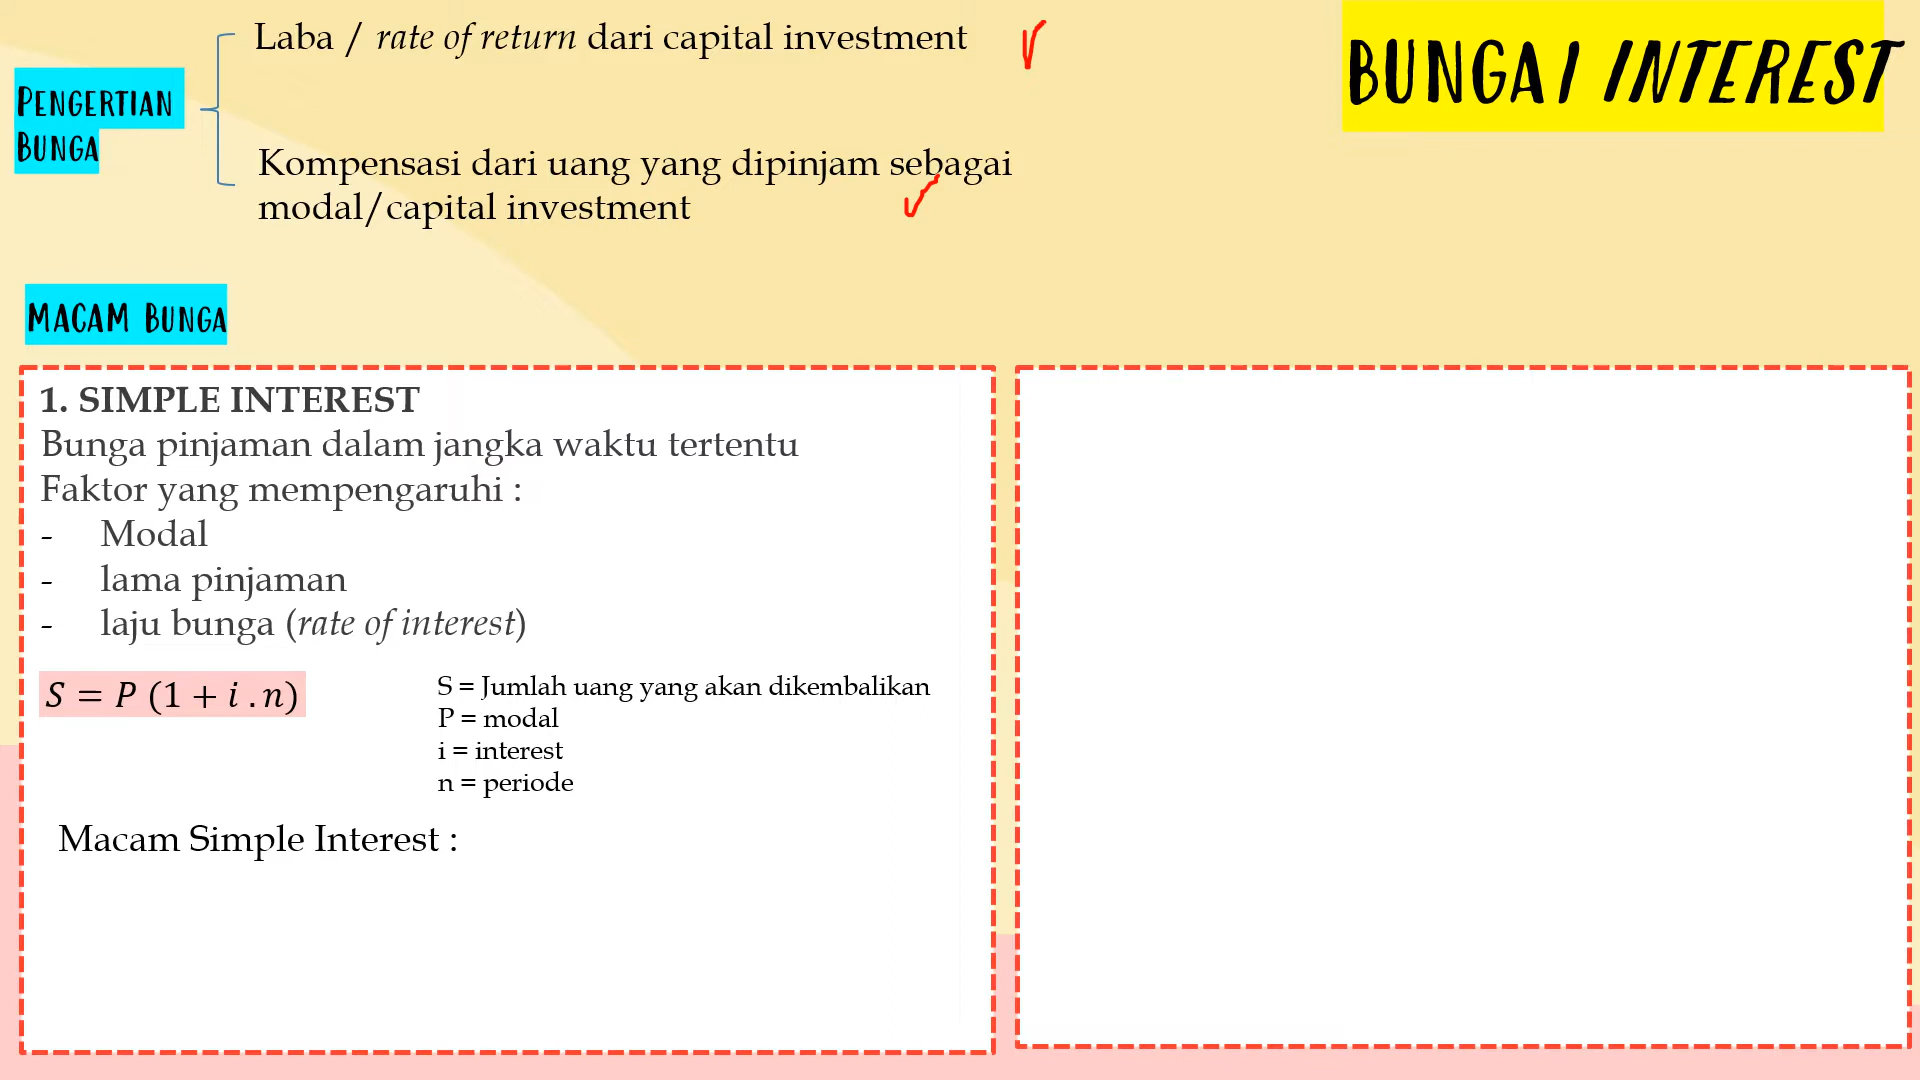 BUNGA/ INTEREST
PENGERTIAN
BUNGA
Laba / rate of return dari capital investment
Kompensasi dari uang yang dipinjam sebagai
modal/capital investment
MACAM BUNGA
1. SIMPLE INTEREST
Bunga pinjaman dalam jangka waktu tertentu
Faktor yang mempengaruhi :
- Modal
- lama pinjaman
- laju bunga (rate of interest)
S = P (1 + i . n)
S = Jumlah uang yang akan dikembalikan
P = modal
i = interest
n = periode
Macam Simple Interest :